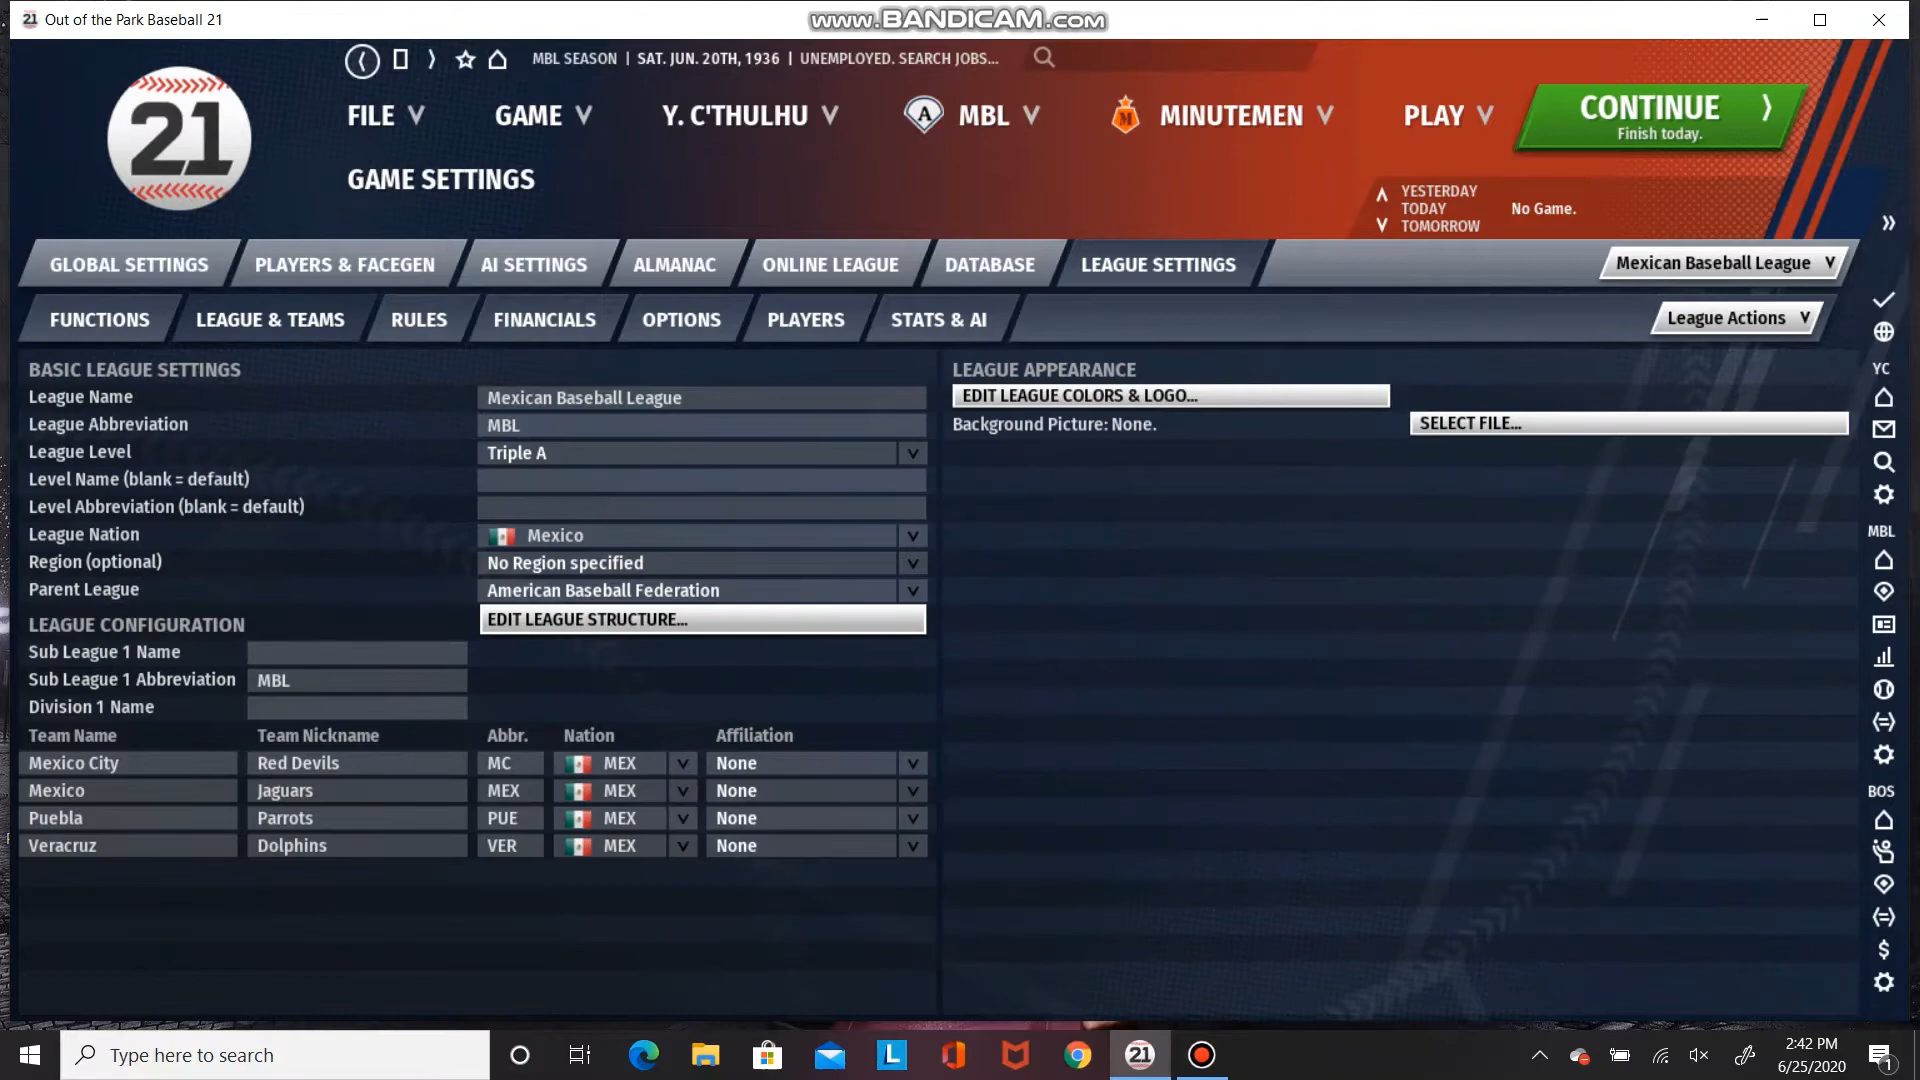 21 Out of the Park Baseball 21
www.BANDICAM.com
MBL SEASON | SAT. JUN. 20TH, 1936 | UNEMPLOYED. SEARCH JOBS...
21
FILE GAME Y. C'THULHU A MBL M MINUTEMEN PLAY
CONTINUE
Finish today.
GAME SETTINGS
YESTERDAY
TODAY
TOMORROW
No Game.
GLOBAL SETTINGS PLAYERS & FACEGEN AI SETTINGS ALMANAC ONLINE LEAGUE DATABASE LEAGUE SETTINGS Mexican Baseball League
FUNCTIONS LEAGUE & TEAMS RULES FINANCIALS OPTIONS PLAYERS STATS & AI League Actions
BASIC LEAGUE SETTINGS
League Name Mexican Baseball League
League Abbreviation MBL
League Level Triple A
Level Name (blank = default)
Level Abbreviation (blank = default)
League Nation Mexico
Region (optional) No Region specified
Parent League American Baseball Federation
EDIT LEAGUE STRUCTURE...
LEAGUE CONFIGURATION
Sub League 1 Name
Sub League 1 Abbreviation MBL
Division 1 Name
Team Name Team Nickname Abbr. Nation Affiliation
Mexico City Red Devils MC MEX None
Mexico Jaguars MEX MEX None
Puebla Parrots PUE MEX None
Veracruz Dolphins VER MEX None
LEAGUE APPEARANCE
EDIT LEAGUE COLORS & LOGO...
Background Picture: None. SELECT FILE...
YC
MBL
BOS
$
Type here to search
L
21
2:42 PM
6/25/2020
1